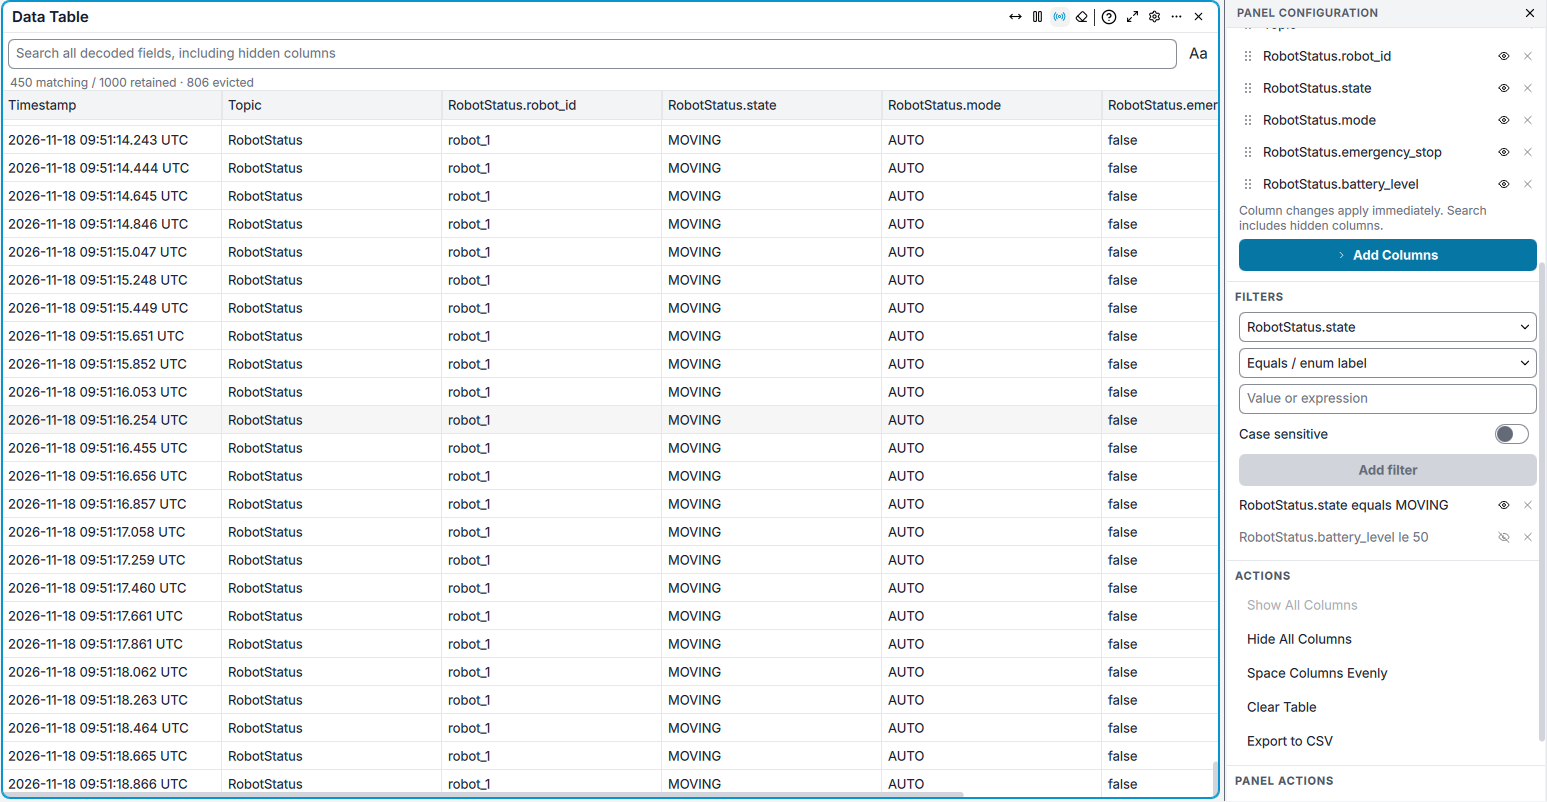 Data Table
Search all decoded fields, including hidden columns
Aa
450 matching / 1000 retained · 806 evicted
Timestamp Topic RobotStatus.robot_id RobotStatus.state RobotStatus.mode RobotStatus.emer
2026-11-18 09:51:14.243 UTC RobotStatus robot_1 MOVING AUTO false
2026-11-18 09:51:14.444 UTC RobotStatus robot_1 MOVING AUTO false
2026-11-18 09:51:14.645 UTC RobotStatus robot_1 MOVING AUTO false
2026-11-18 09:51:14.846 UTC RobotStatus robot_1 MOVING AUTO false
2026-11-18 09:51:15.047 UTC RobotStatus robot_1 MOVING AUTO false
2026-11-18 09:51:15.248 UTC RobotStatus robot_1 MOVING AUTO false
2026-11-18 09:51:15.449 UTC RobotStatus robot_1 MOVING AUTO false
2026-11-18 09:51:15.651 UTC RobotStatus robot_1 MOVING AUTO false
2026-11-18 09:51:15.852 UTC RobotStatus robot_1 MOVING AUTO false
2026-11-18 09:51:16.053 UTC RobotStatus robot_1 MOVING AUTO false
2026-11-18 09:51:16.254 UTC RobotStatus robot_1 MOVING AUTO false
2026-11-18 09:51:16.455 UTC RobotStatus robot_1 MOVING AUTO false
2026-11-18 09:51:16.656 UTC RobotStatus robot_1 MOVING AUTO false
2026-11-18 09:51:16.857 UTC RobotStatus robot_1 MOVING AUTO false
2026-11-18 09:51:17.058 UTC RobotStatus robot_1 MOVING AUTO false
2026-11-18 09:51:17.259 UTC RobotStatus robot_1 MOVING AUTO false
2026-11-18 09:51:17.460 UTC RobotStatus robot_1 MOVING AUTO false
2026-11-18 09:51:17.661 UTC RobotStatus robot_1 MOVING AUTO false
2026-11-18 09:51:17.861 UTC RobotStatus robot_1 MOVING AUTO false
2026-11-18 09:51:18.062 UTC RobotStatus robot_1 MOVING AUTO false
2026-11-18 09:51:18.263 UTC RobotStatus robot_1 MOVING AUTO false
2026-11-18 09:51:18.464 UTC RobotStatus robot_1 MOVING AUTO false
2026-11-18 09:51:18.665 UTC RobotStatus robot_1 MOVING AUTO false
2026-11-18 09:51:18.866 UTC RobotStatus robot_1 MOVING AUTO false
PANEL CONFIGURATION
RobotStatus.robot_id
RobotStatus.state
RobotStatus.mode
RobotStatus.emergency_stop
RobotStatus.battery_level
Column changes apply immediately. Search
includes hidden columns.
Add Columns
FILTERS
RobotStatus.state
Equals / enum label
Value or expression
Case sensitive
Add filter
RobotStatus.state equals MOVING
RobotStatus.battery_level le 50
ACTIONS
Show All Columns
Hide All Columns
Space Columns Evenly
Clear Table
Export to CSV
PANEL ACTIONS